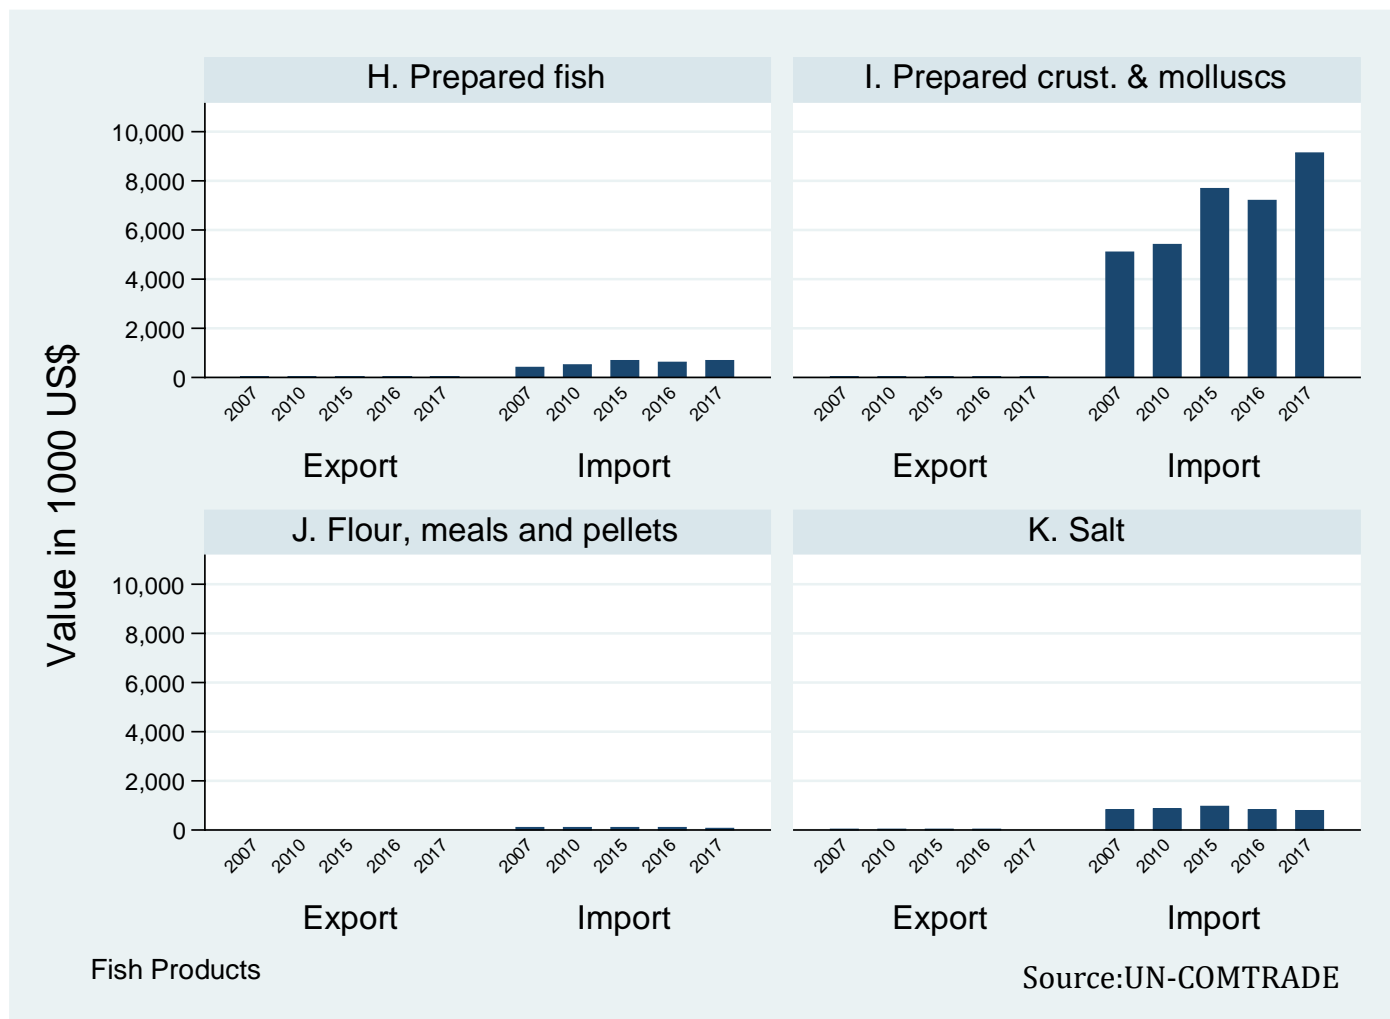 H. Prepared fish
I. Prepared crust. & molluscs
10,000
8,000
6,000
4,000
2,000
0
2007 2010 2015 2016 2017 2007 2010 2015 2016 2017
2007 2010 2015 2016 2017 2007 2010 2015 2016 2017
Export Import
Export Import
Value in 1000 US$
J. Flour, meals and pellets
K. Salt
10,000
8,000
6,000
4,000
2,000
0
2007 2010 2015 2016 2017 2007 2010 2015 2016 2017
2007 2010 2015 2016 2017 2007 2010 2015 2016 2017
Export Import
Export Import
Fish Products
Source:UN-COMTRADE